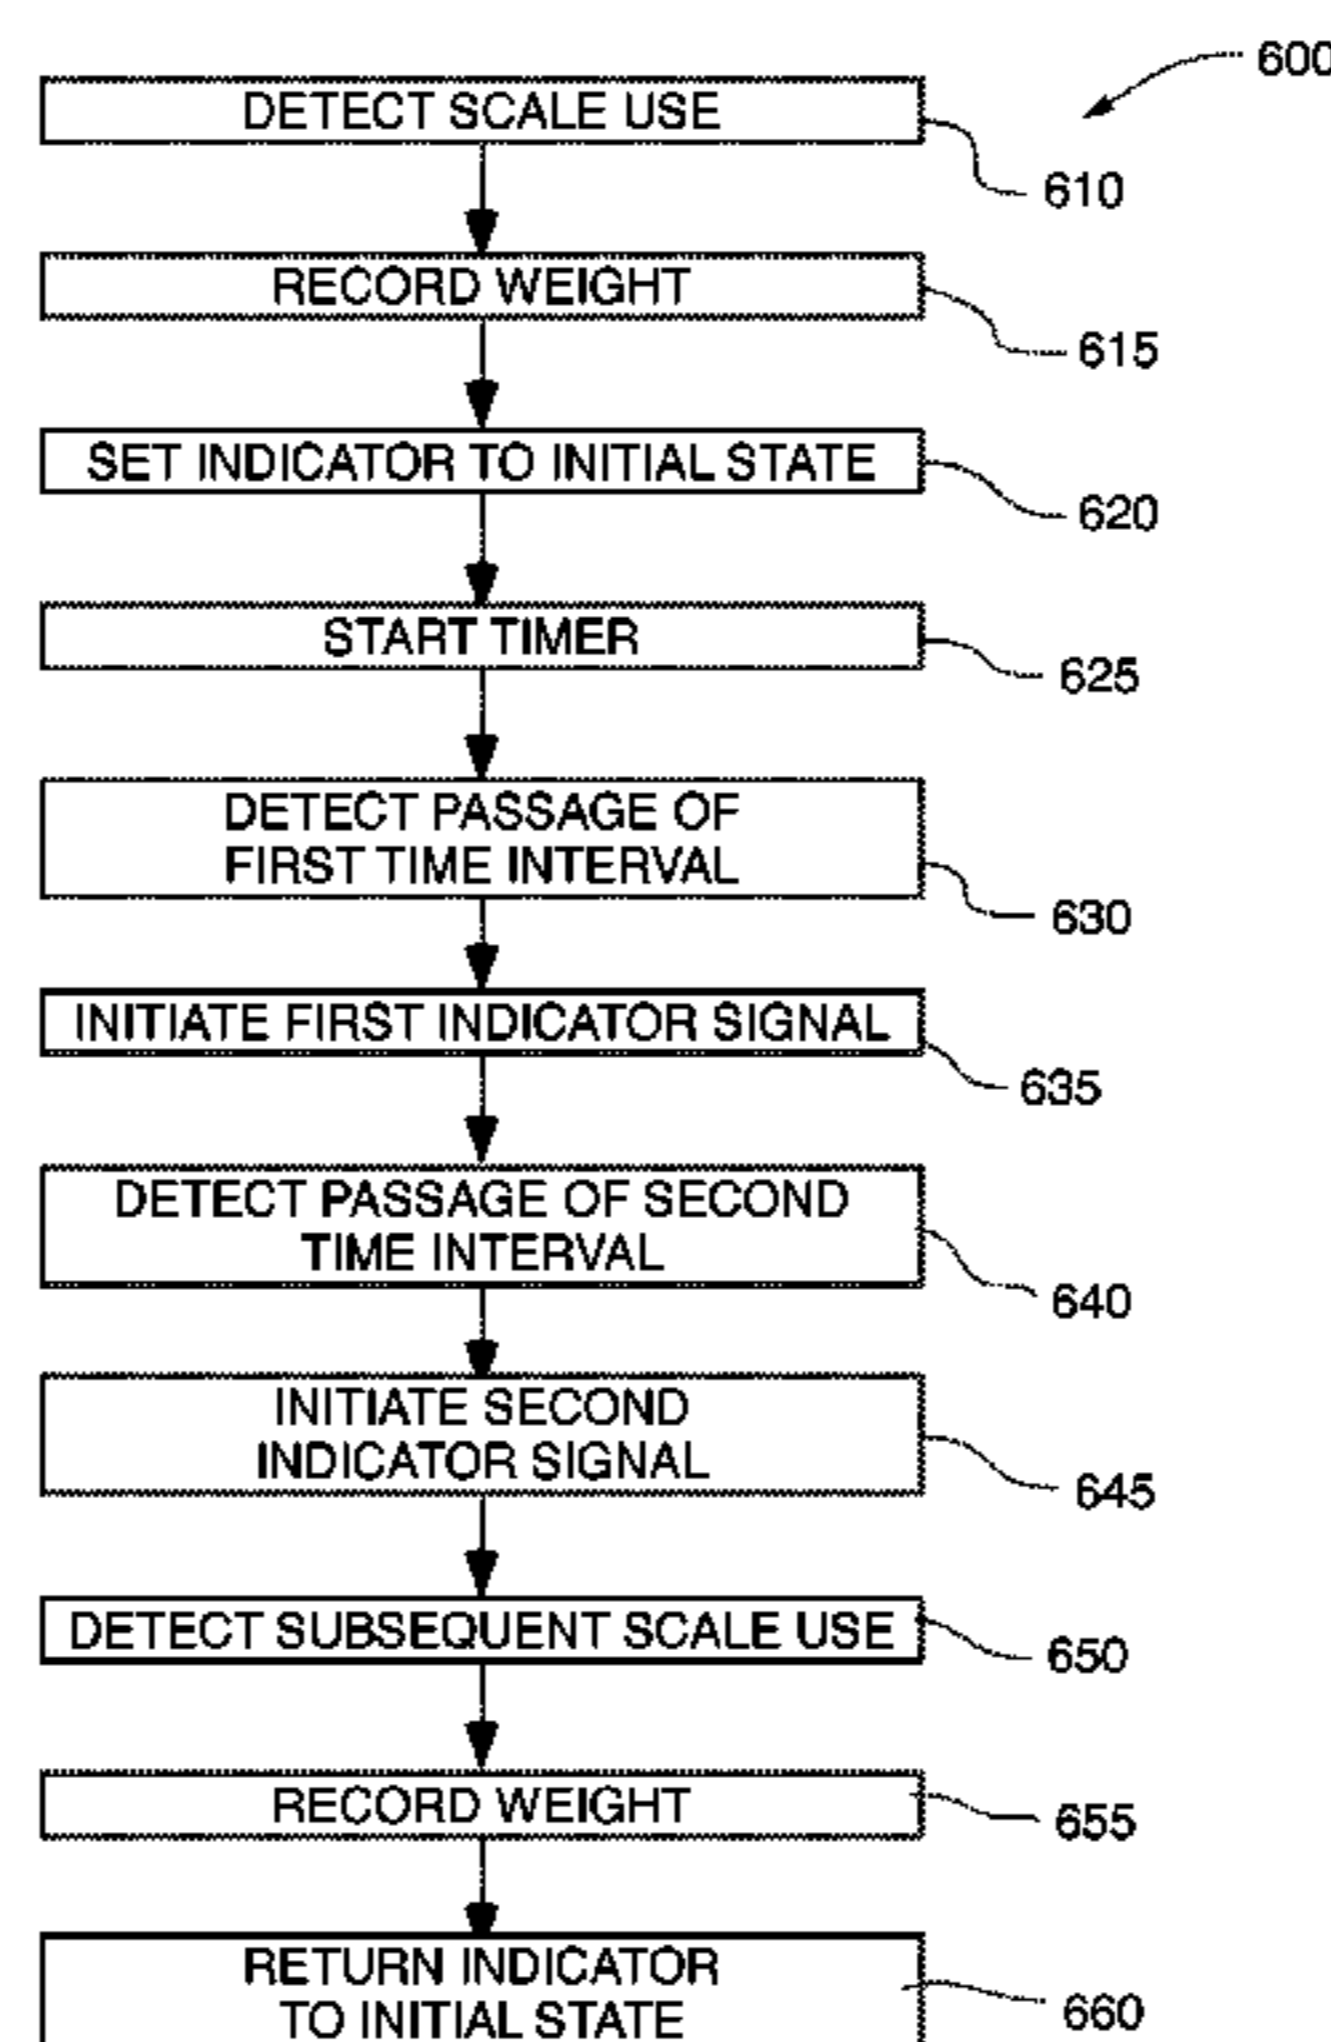 600
DETECT SCALE USE
610
RECORD WEIGHT
615
SET INDICATOR TO INITIAL STATE
620
START TIMER
625
DETECT PASSAGE OF
FIRST TIME INTERVAL
630
INITIATE FIRST INDICATOR SIGNAL
635
DETECT PASSAGE OF SECOND
TIME INTERVAL
640
INITIATE SECOND
INDICATOR SIGNAL
645
DETECT SUBSEQUENT SCALE USE
650
RECORD WEIGHT
655
RETURN INDICATOR
TO INITIAL STATE
660